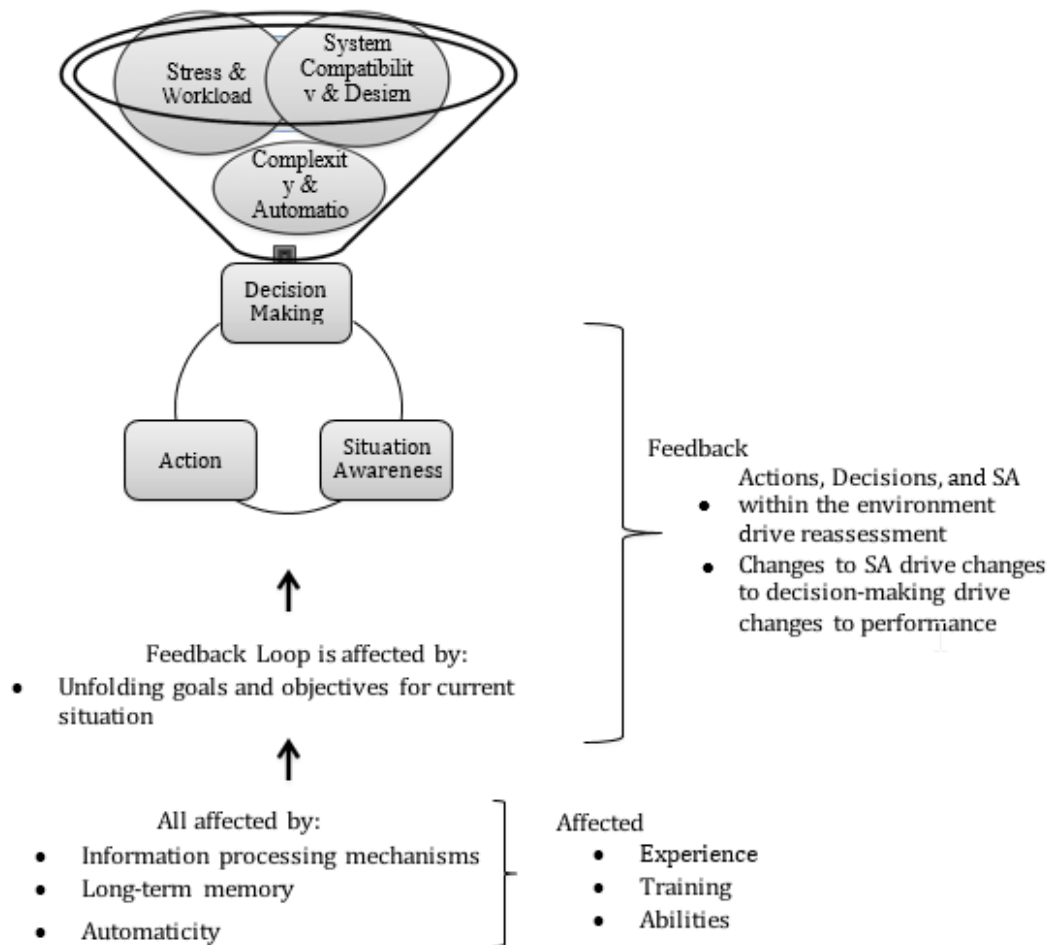 Stress &
Workload
System
Compatibilit
y & Design
Complexit
y &
Automatio
Decision
Making
Action
Situation
Awareness
Feedback
Actions, Decisions, and SA
• within the environment
drive reassessment
• Changes to SA drive changes
to decision-making drive
changes to performance
Feedback Loop is affected by:
• Unfolding goals and objectives for current
situation
All affected by:
• Information processing mechanisms
• Long-term memory
• Automaticity
Affected
• Experience
• Training
• Abilities